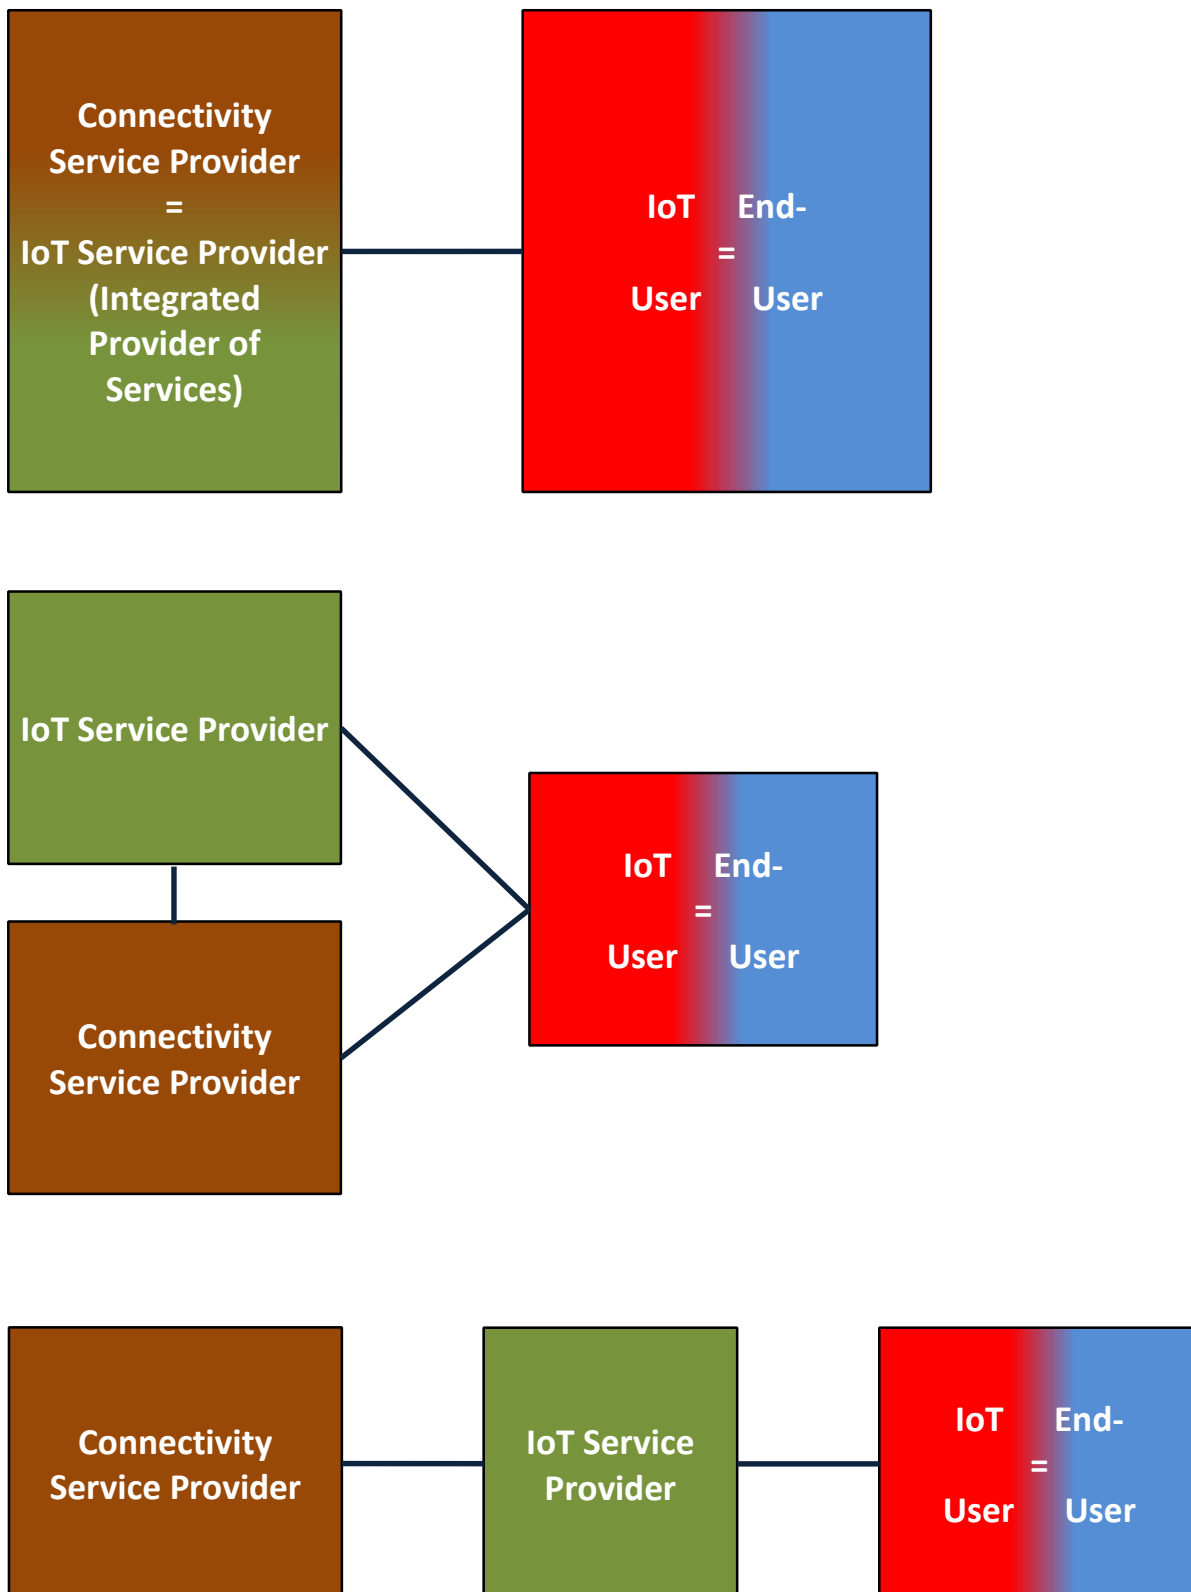 Connectivity
Service Provider
=
IoT Service Provider
(Integrated
Provider of
Services)
IoT End-
=
User User
IoT Service Provider
Connectivity
Service Provider
IoT End-
=
User User
Connectivity
Service Provider
IoT Service
Provider
IoT End-
=
User User